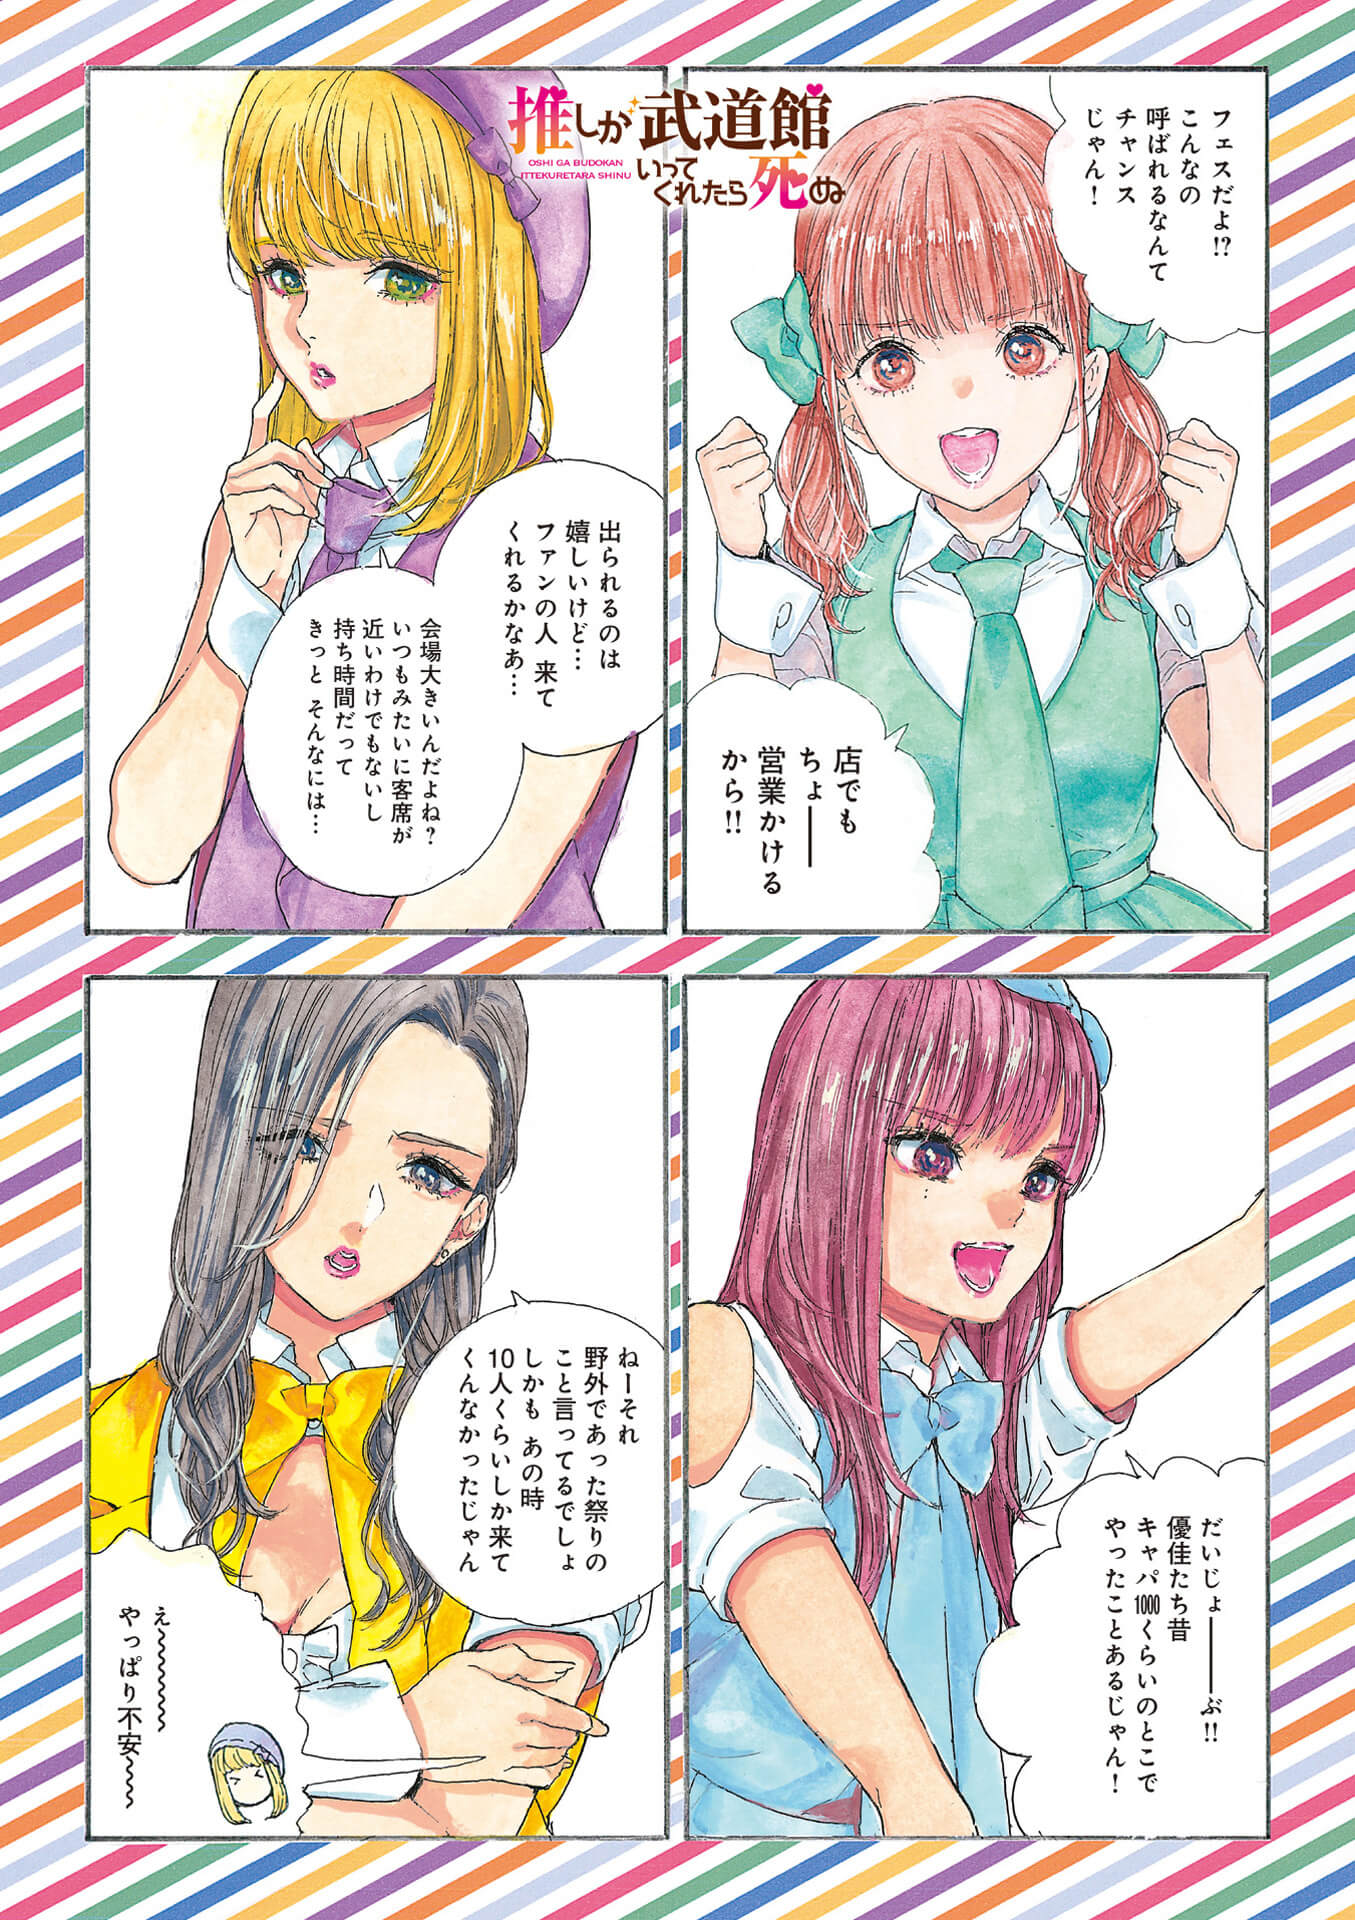 推しが武道館
いって
くれたら死ぬ
OSHI GA BUDOKAN
ITTEKURETARA SHINU
フェスだよ!?
こんなの
呼ばれるなんて
チャンス
じゃん!
店でも
ちょー
営業かける
から!!
出られるのは
嬉しいけど…
ファンの人 来て
くれるかなあ…
会場大きいんだよね?
いつもみたいに客席が
近いわけでもないし
持ち時間だって
きっと そんなには…
だいじょーぶ!!
優佳たち昔
キャパ1000くらいのとこで
やったことあるじゃん!
ねーそれ
野外であった祭りの
こと言ってるでしょ
しかも あの時
10人くらいしか来て
くんなかったじゃん
え〜〜〜
やっぱり不安〜〜